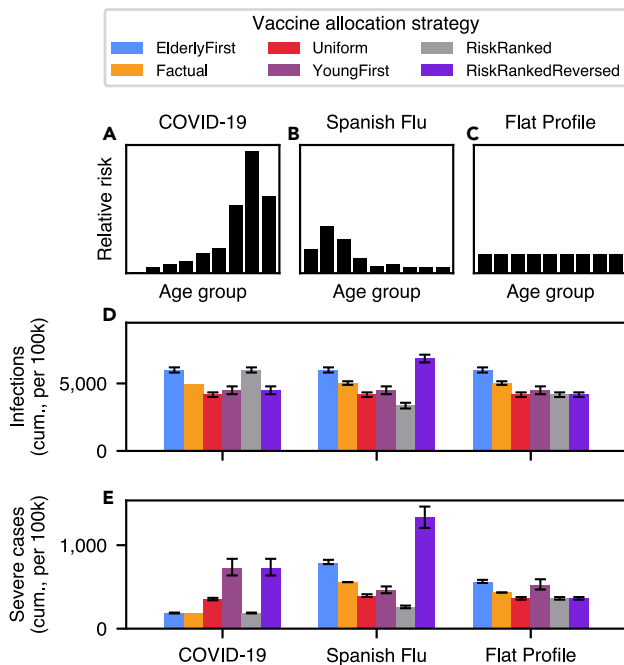 Vaccine allocation strategy
ElderlyFirst Uniform RiskRanked
Factual YoungFirst RiskRankedReversed
A COVID-19 B Spanish Flu C Flat Profile
Relative risk
Age group Age group Age group
D
Infections
(cum., per 100k)
5,000
0
E
Severe cases
(cum., per 100k)
1,000
0
COVID-19 Spanish Flu Flat Profile